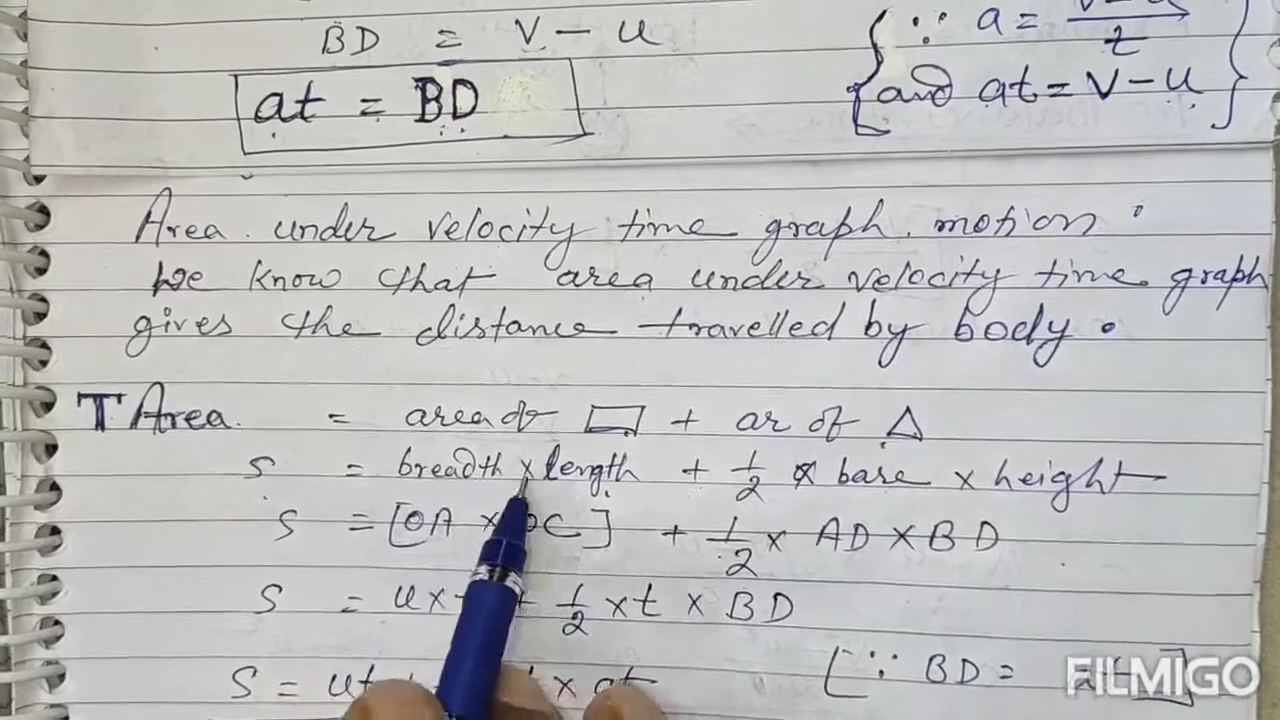 BD = V - u
{ ∵ a = v-u/t
at = BD
and at = V - u }
Area under velocity time graph motion :
We know that area under velocity time graph
gives the distance travelled by body.
T Area = area of ▭ + ar of △
S = breadth × length + 1/2 × base × height
S = [OA × OC] + 1/2 × AD × BD
S = u × + 1/2 × t × BD
S = ut × at [∵ BD = at]
FILMIGO